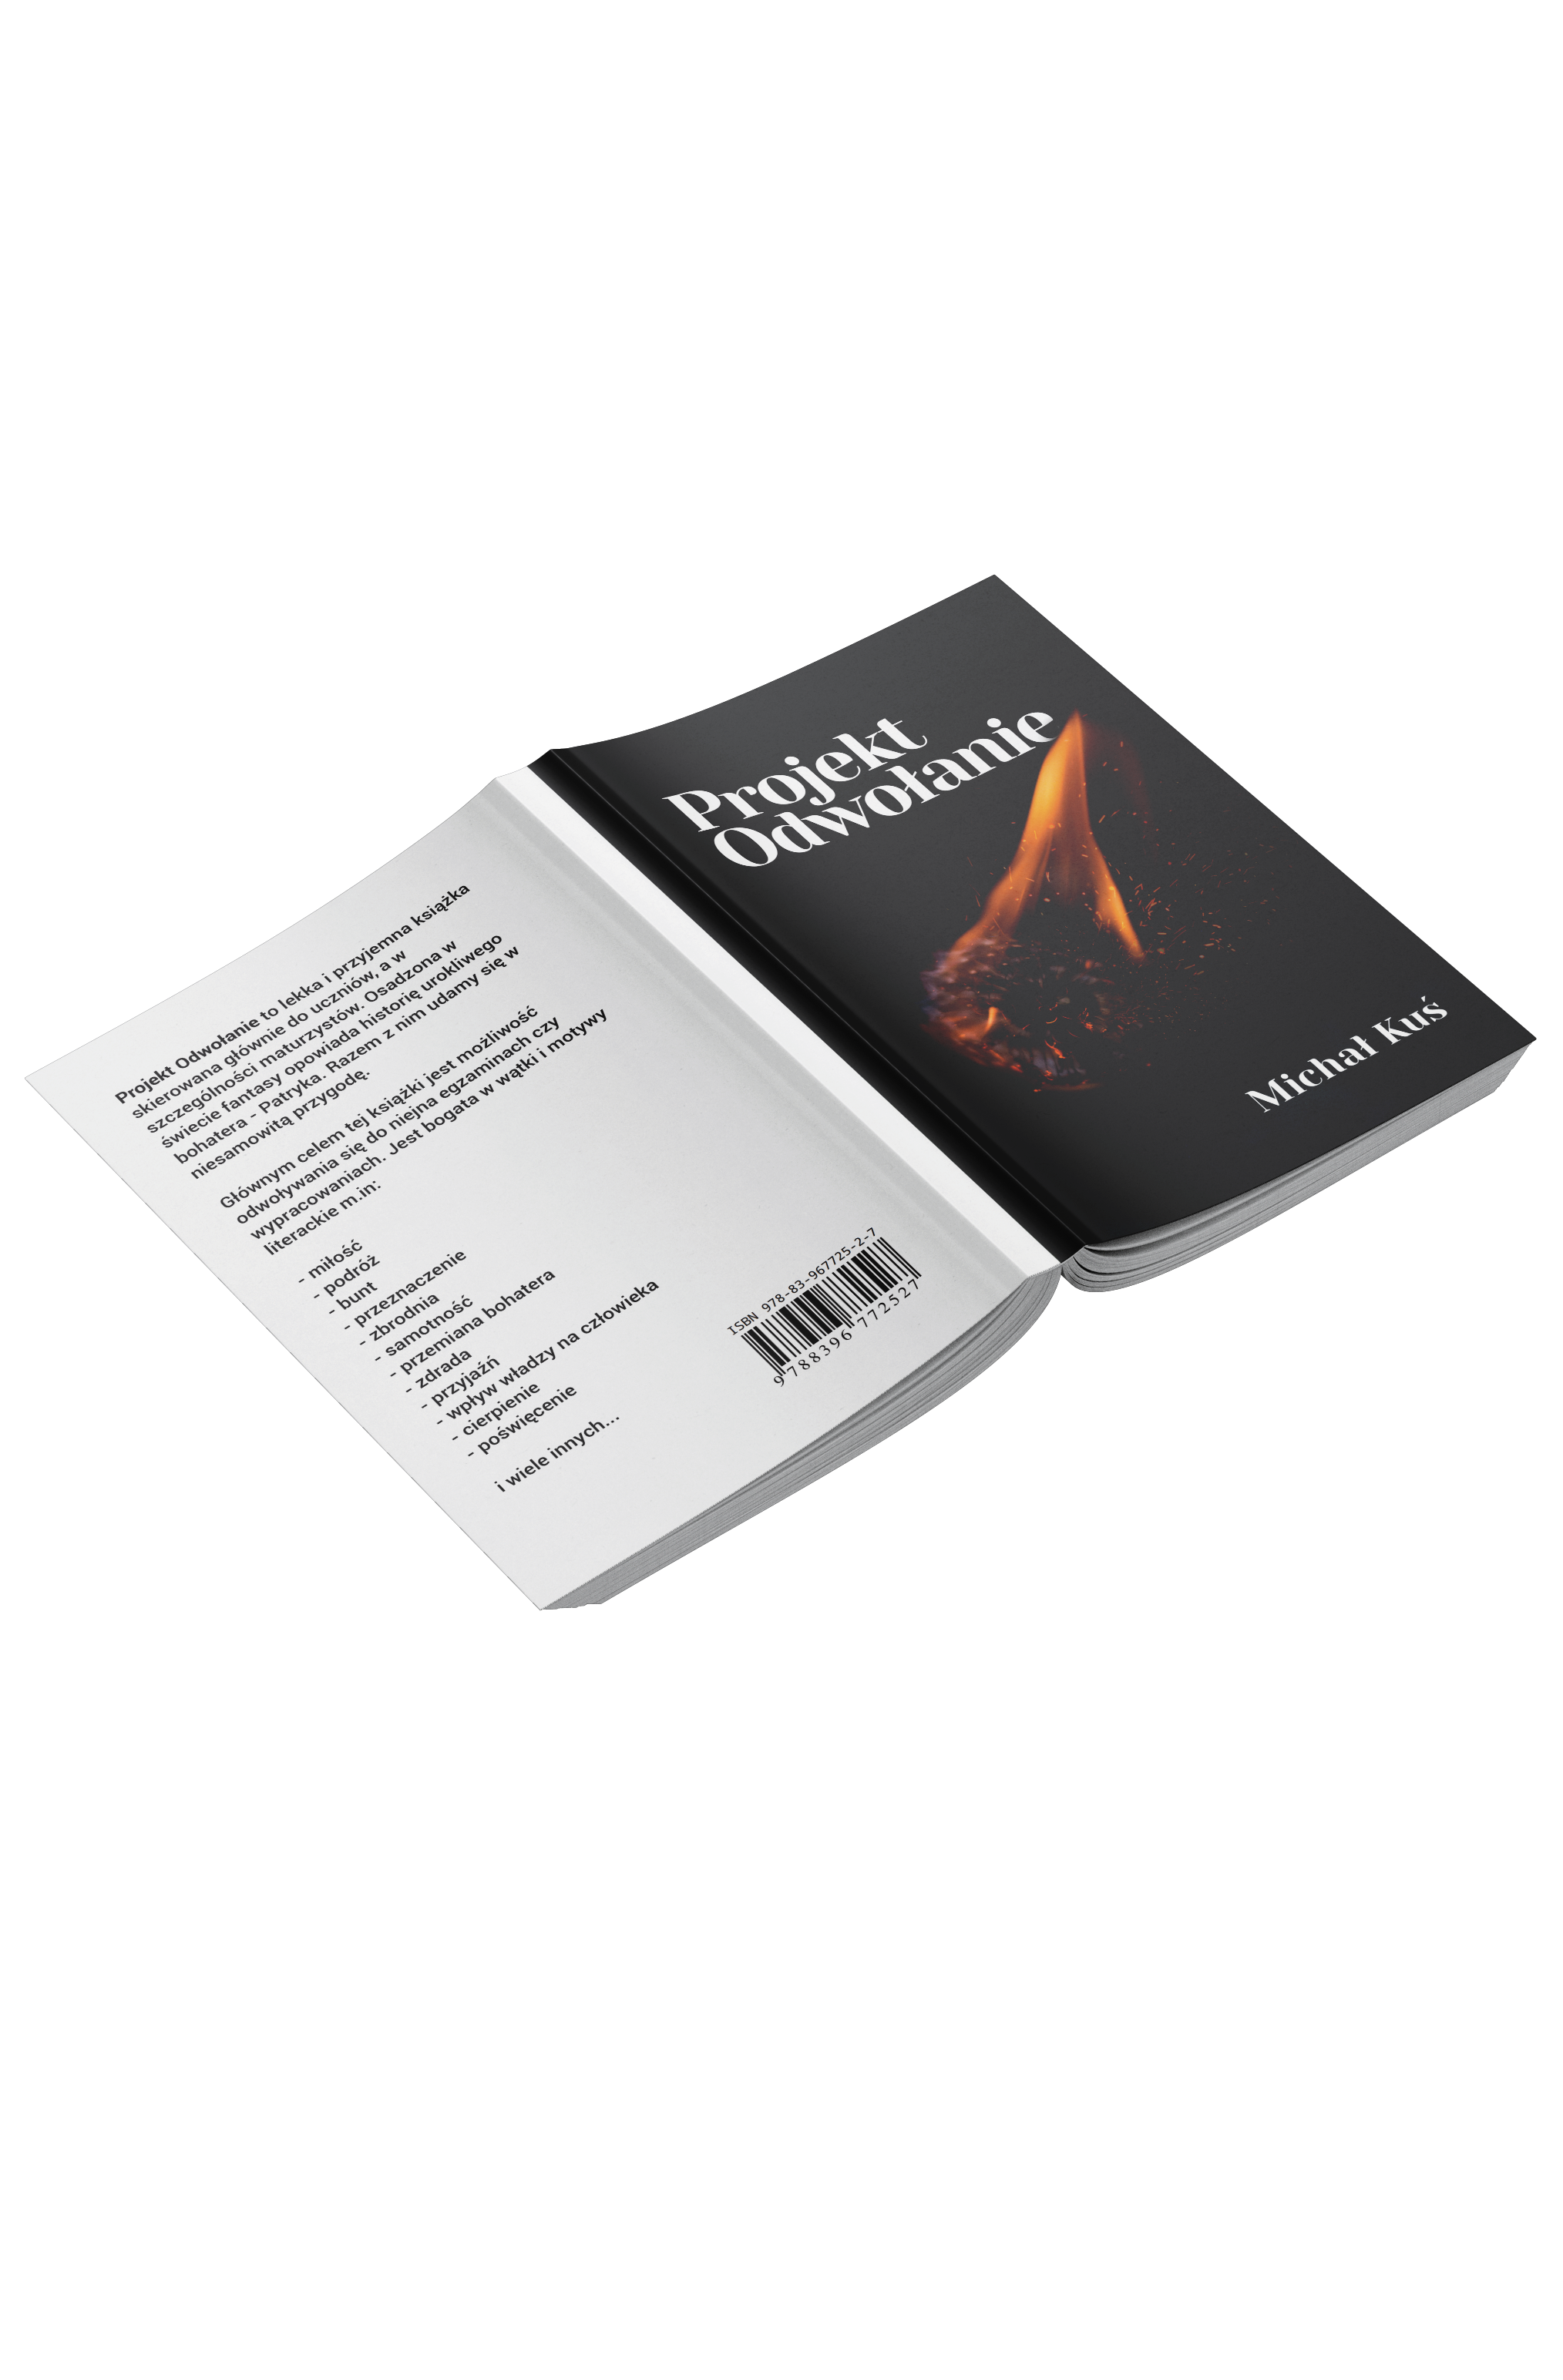 Projekt
Odwołanie
Michał Kuś
Projekt Odwołanie to lekka i przyjemna książka
skierowana głównie do uczniów, a w
szczególności maturzystów. Osadzona w
świecie fantasy opowiada historię urokliwego
bohatera - Patryka. Razem z nim udamy się w
niesamowitą przygodę.
Głównym celem tej książki jest możliwość
odwoływania się do niejna egzaminach czy
wypracowaniach. Jest bogata w wątki i motywy
literackie m.in:
- miłość
- podróż
- bunt
- przeznaczenie
- zbrodnia
- samotność
- przemiana bohatera
- zdrada
- przyjaźń
- wpływ władzy na człowieka
- cierpienie
- poświęcenie
i wiele innych...
ISBN 978-83-967725-2-7
9 788396 772527